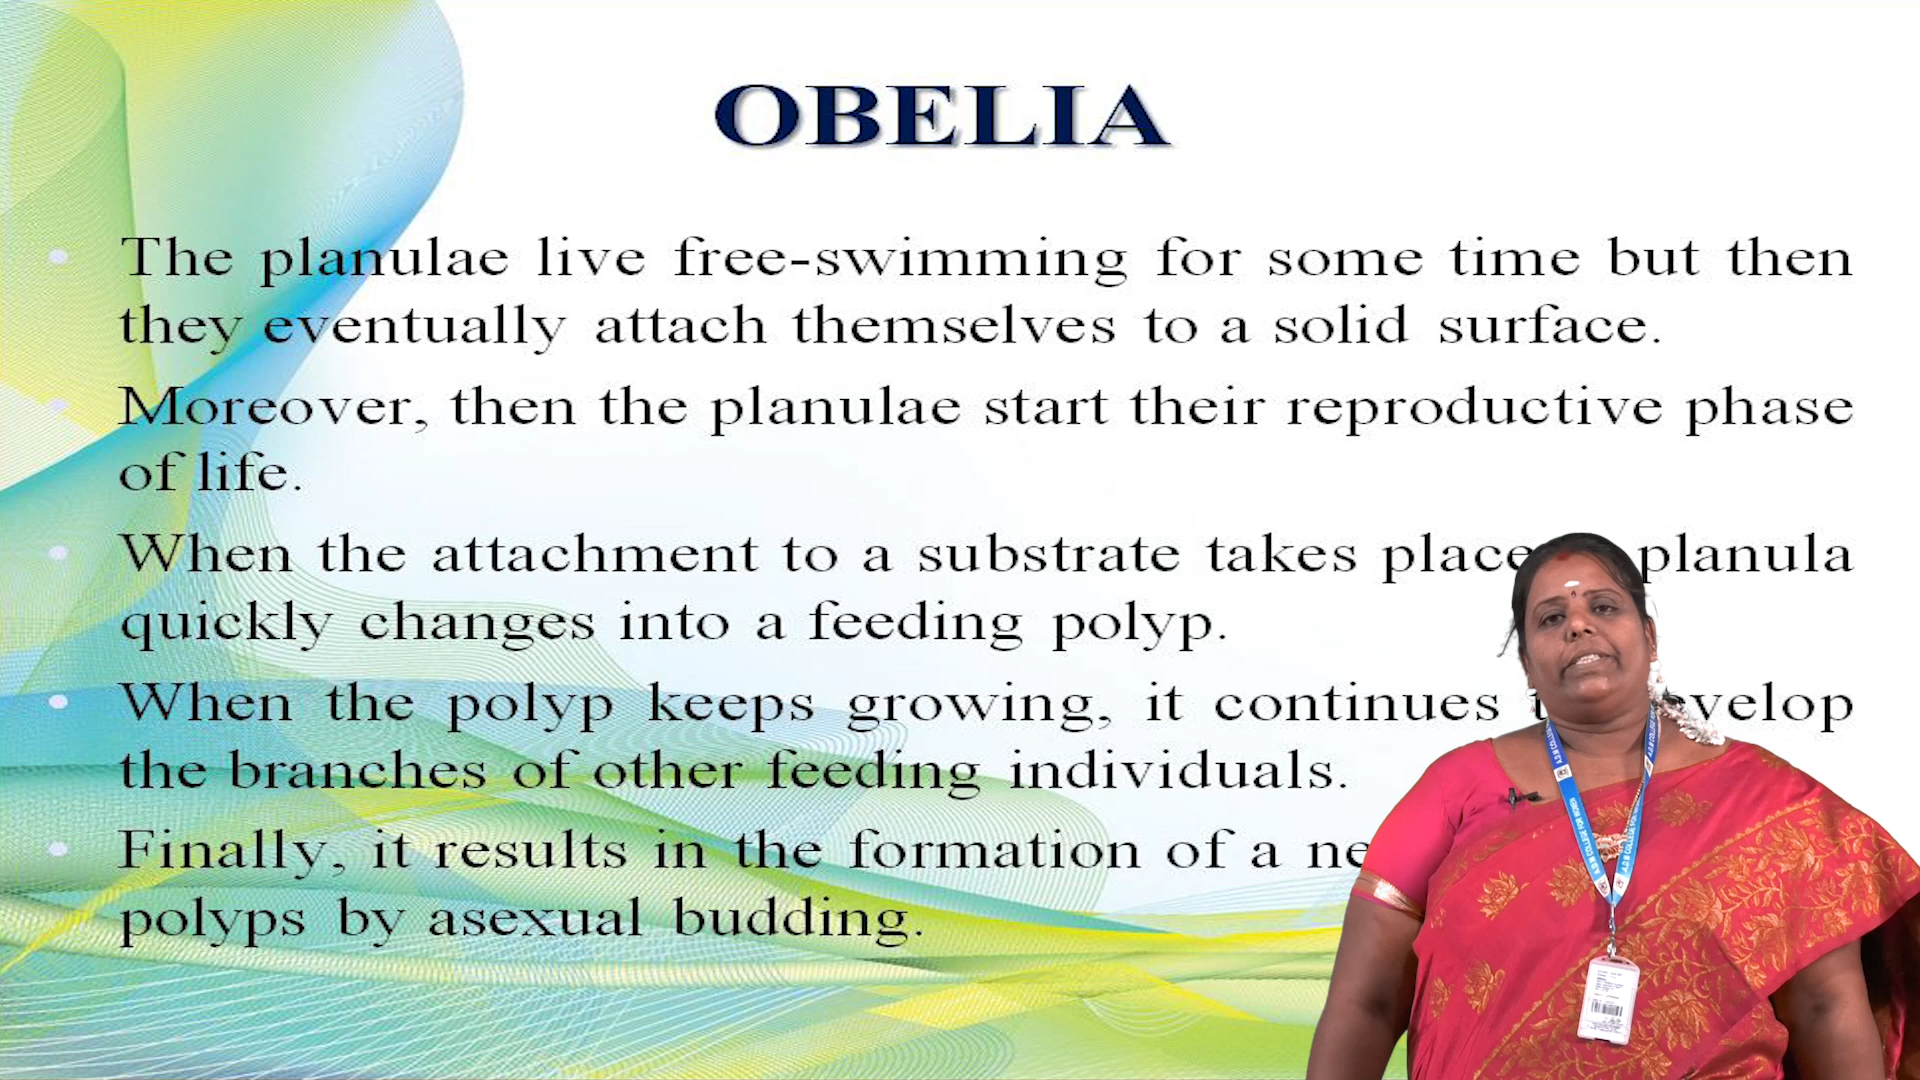 OBELIA
The planulae live free-swimming for some time but then
they eventually attach themselves to a solid surface.
Moreover, then the planulae start their reproductive phase
of life.
When the attachment to a substrate takes place planula
quickly changes into a feeding polyp.
When the polyp keeps growing, it continues
the branches of other feeding individuals.
Finally, it results in the formation of a
polyps by asexual budding.